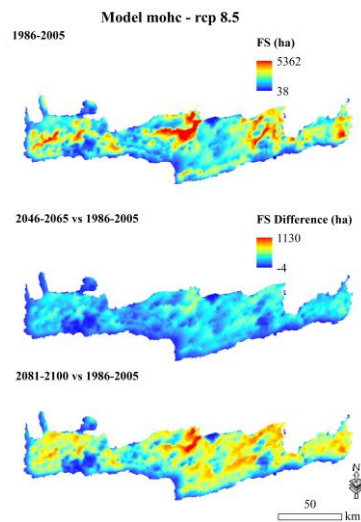 Model mohc - rcp 8.5
1986-2005
FS (ha)
5362
38
2046-2065 vs 1986-2005
FS Difference (ha)
1130
-4
2081-2100 vs 1986-2005
N
50
km